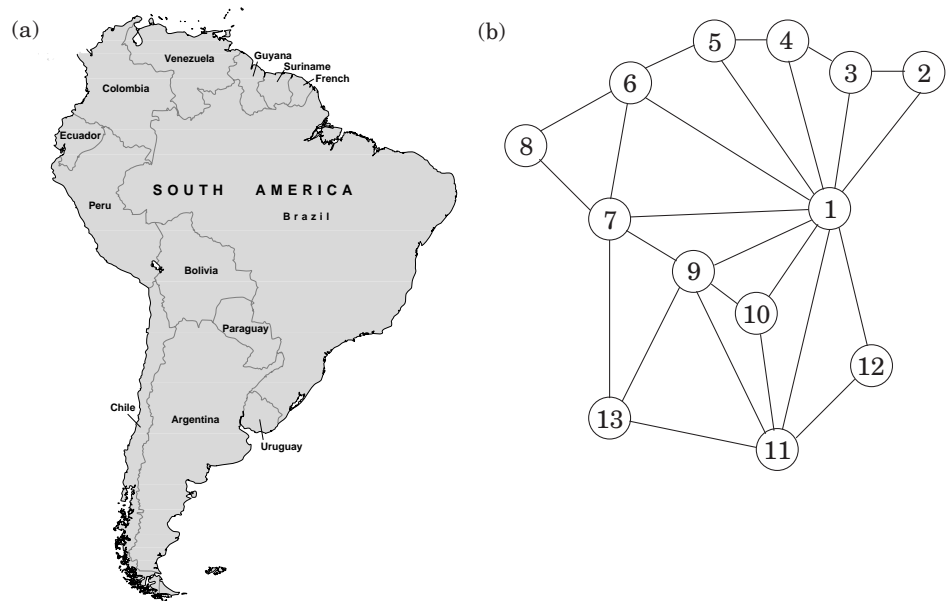 (a)
Venezuela
Guyana
Suriname
French
Colombia
Ecuador
SOUTH AMERICA
Peru
Brazil
Bolivia
Paraguay
Chile
Argentina
Uruguay
(b)
5
4
3
2
6
8
1
7
9
10
12
13
11